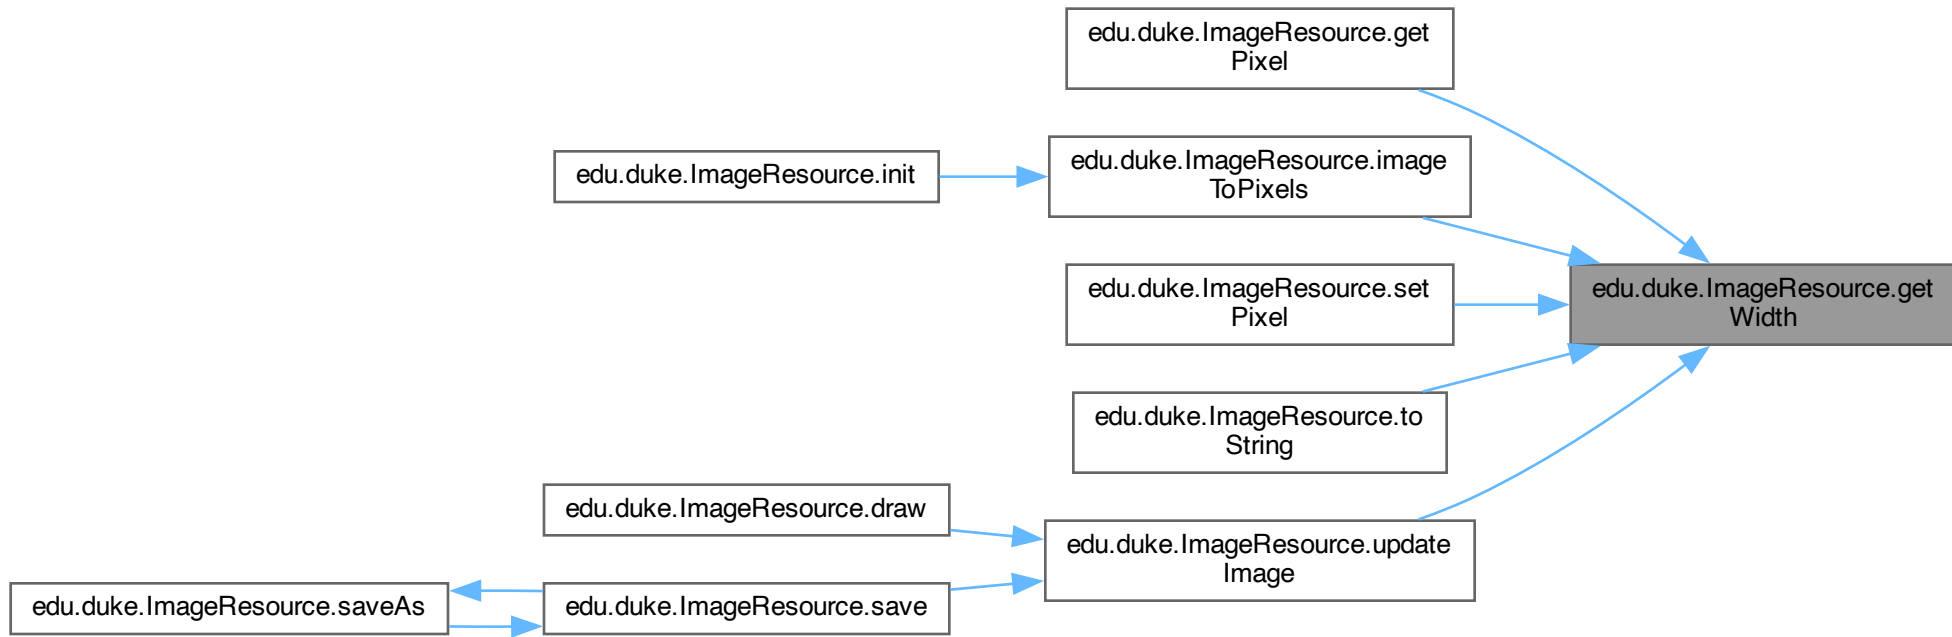 edu.duke.ImageResource.get
Pixel
edu.duke.ImageResource.init
edu.duke.ImageResource.image
ToPixels
edu.duke.ImageResource.set
Pixel
edu.duke.ImageResource.get
Width
edu.duke.ImageResource.to
String
edu.duke.ImageResource.draw
edu.duke.ImageResource.update
Image
edu.duke.ImageResource.saveAs
edu.duke.ImageResource.save